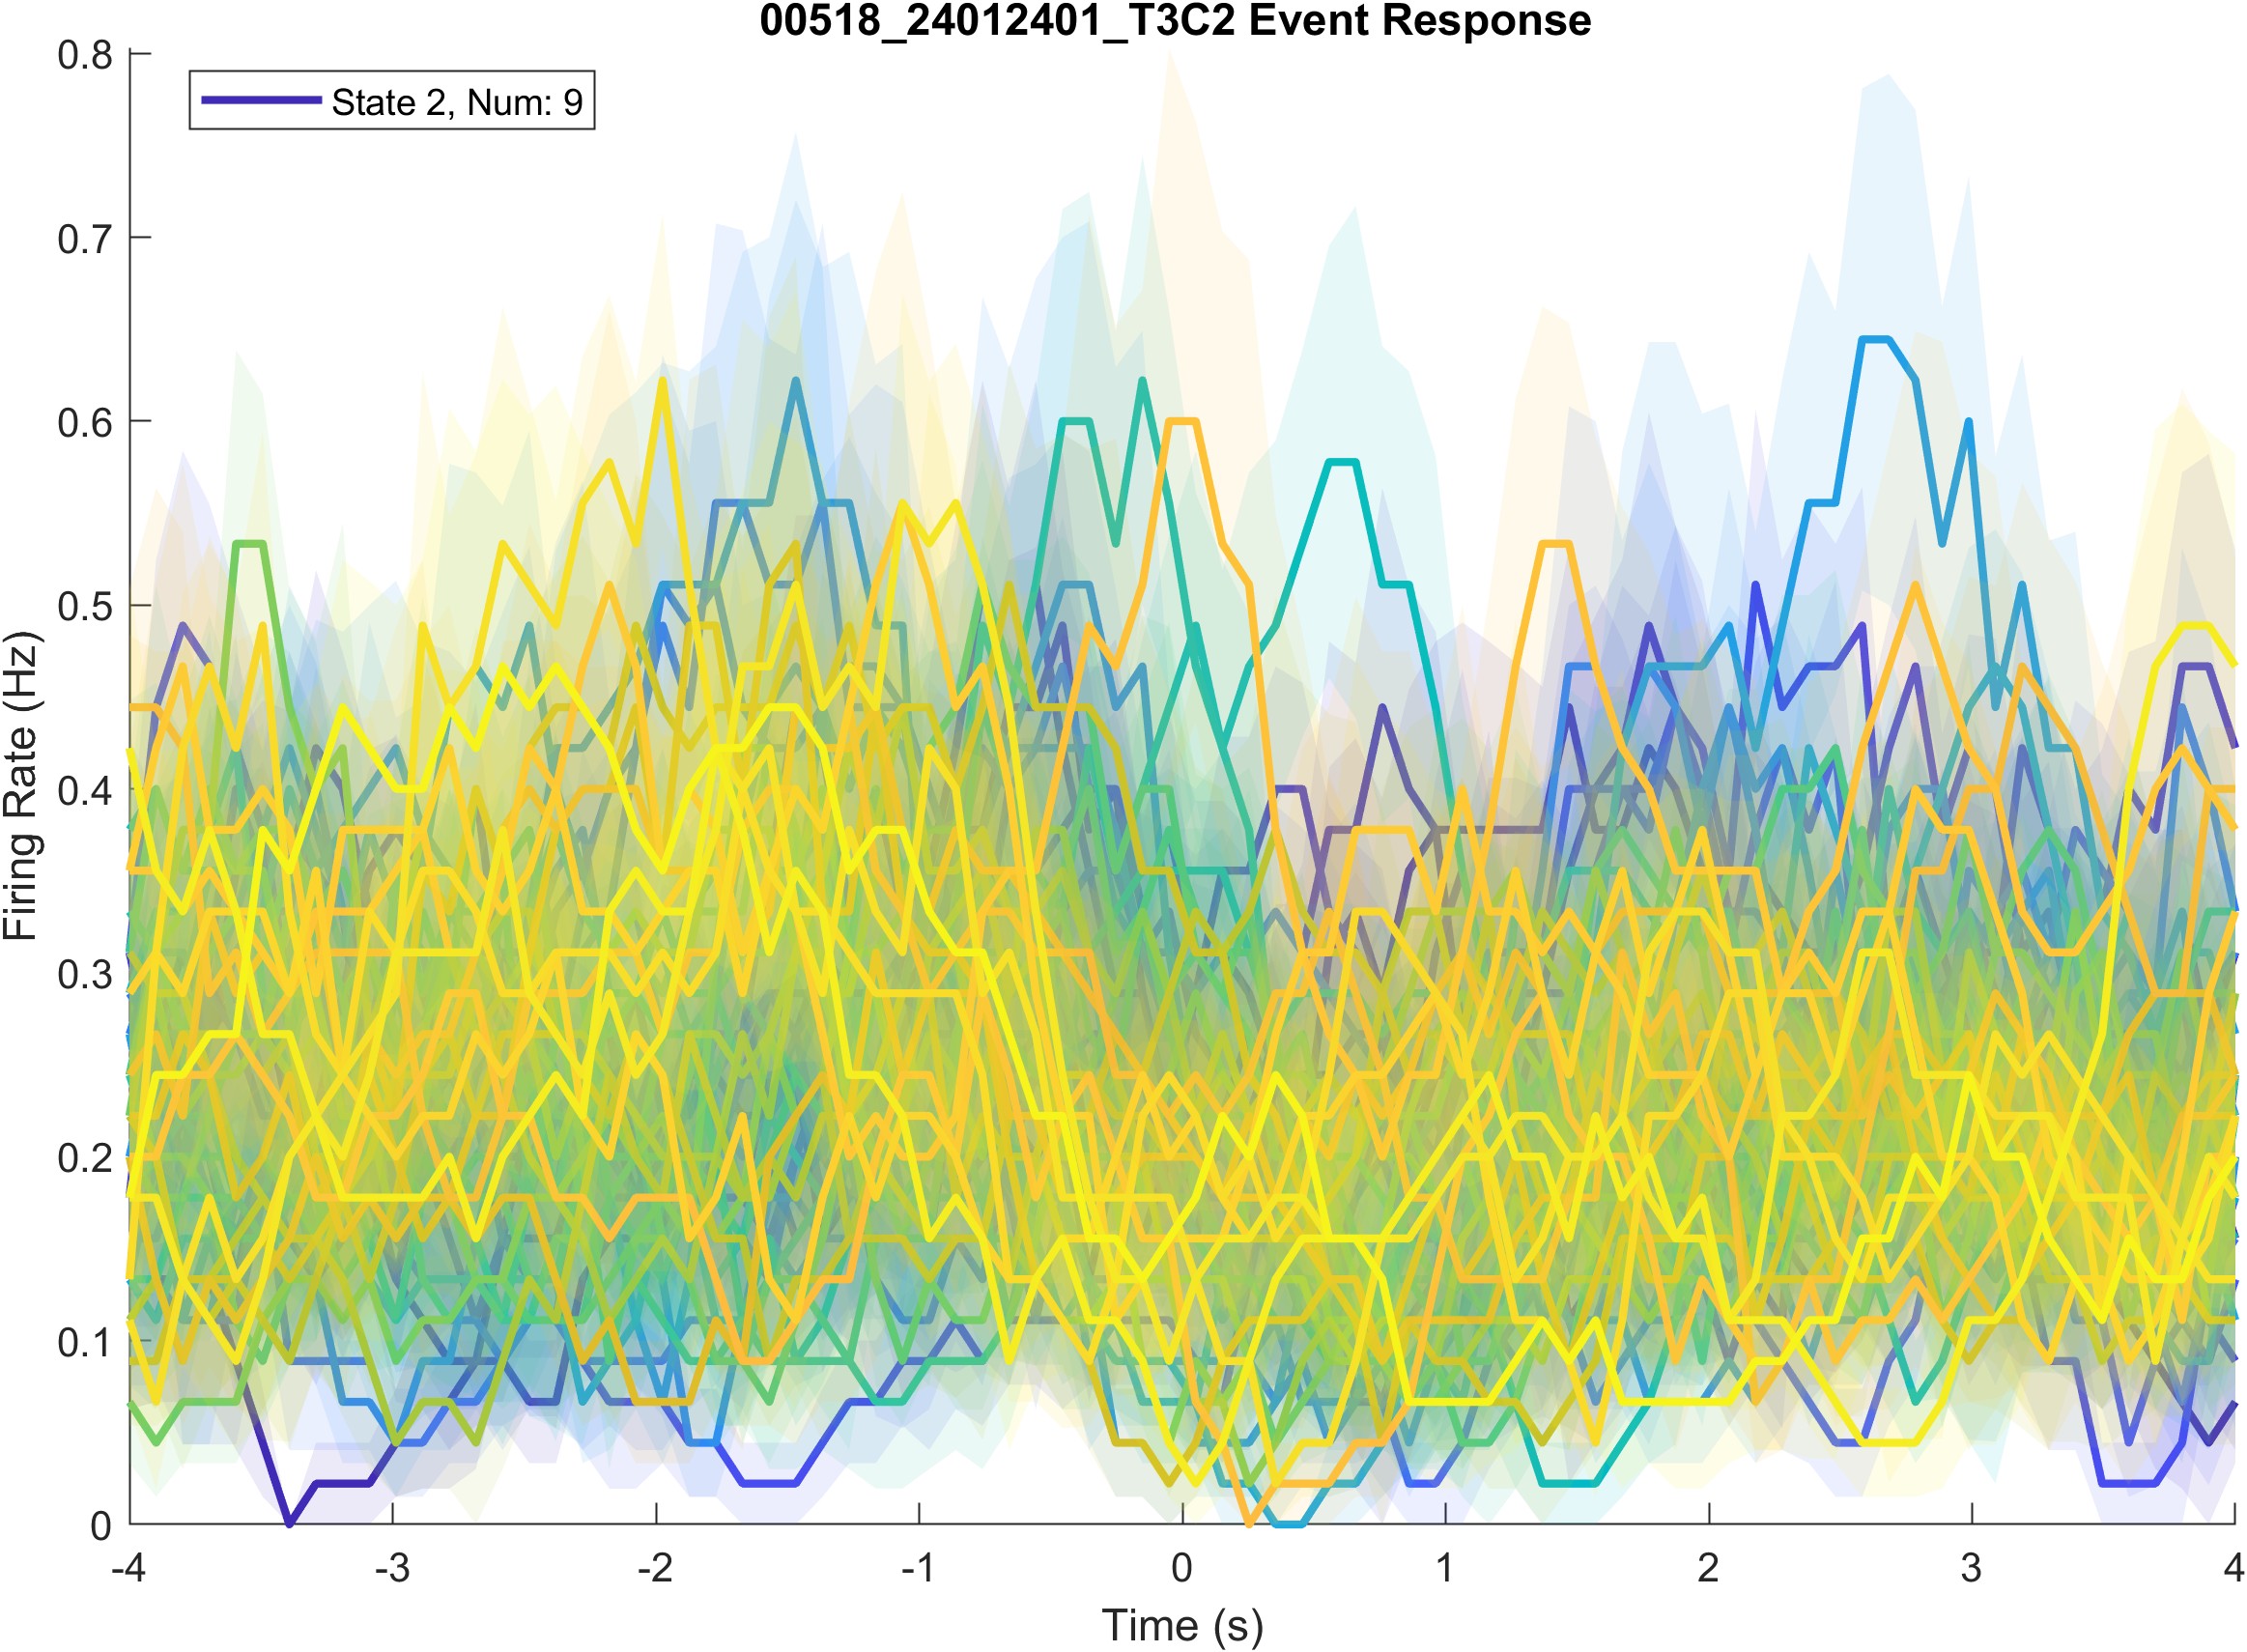 00518_24012401_T3C2 Event Response
State 2, Num: 9
Firing Rate (Hz)
0.8
0.7
0.6
0.5
0.4
0.3
0.2
0.1
0
-4 -3 -2 -1 0 1 2 3 4
Time (s)